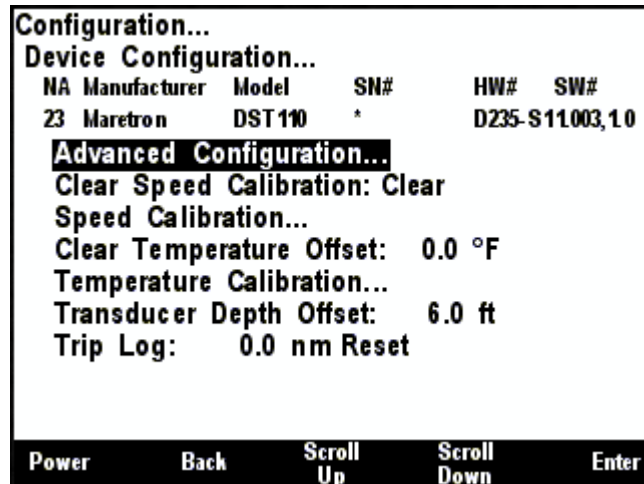 Configuration...
Device Configuration...
NA Manufacturer Model SN# HW# SW#
23 Maretron DST110 * D235-S11.003,1.0
Advanced Configuration...
Clear Speed Calibration: Clear
Speed Calibration...
Clear Temperature Offset: 0.0 °F
Temperature Calibration...
Transducer Depth Offset: 6.0 ft
Trip Log: 0.0 nm Reset
Power Back Scroll Up Scroll Down Enter